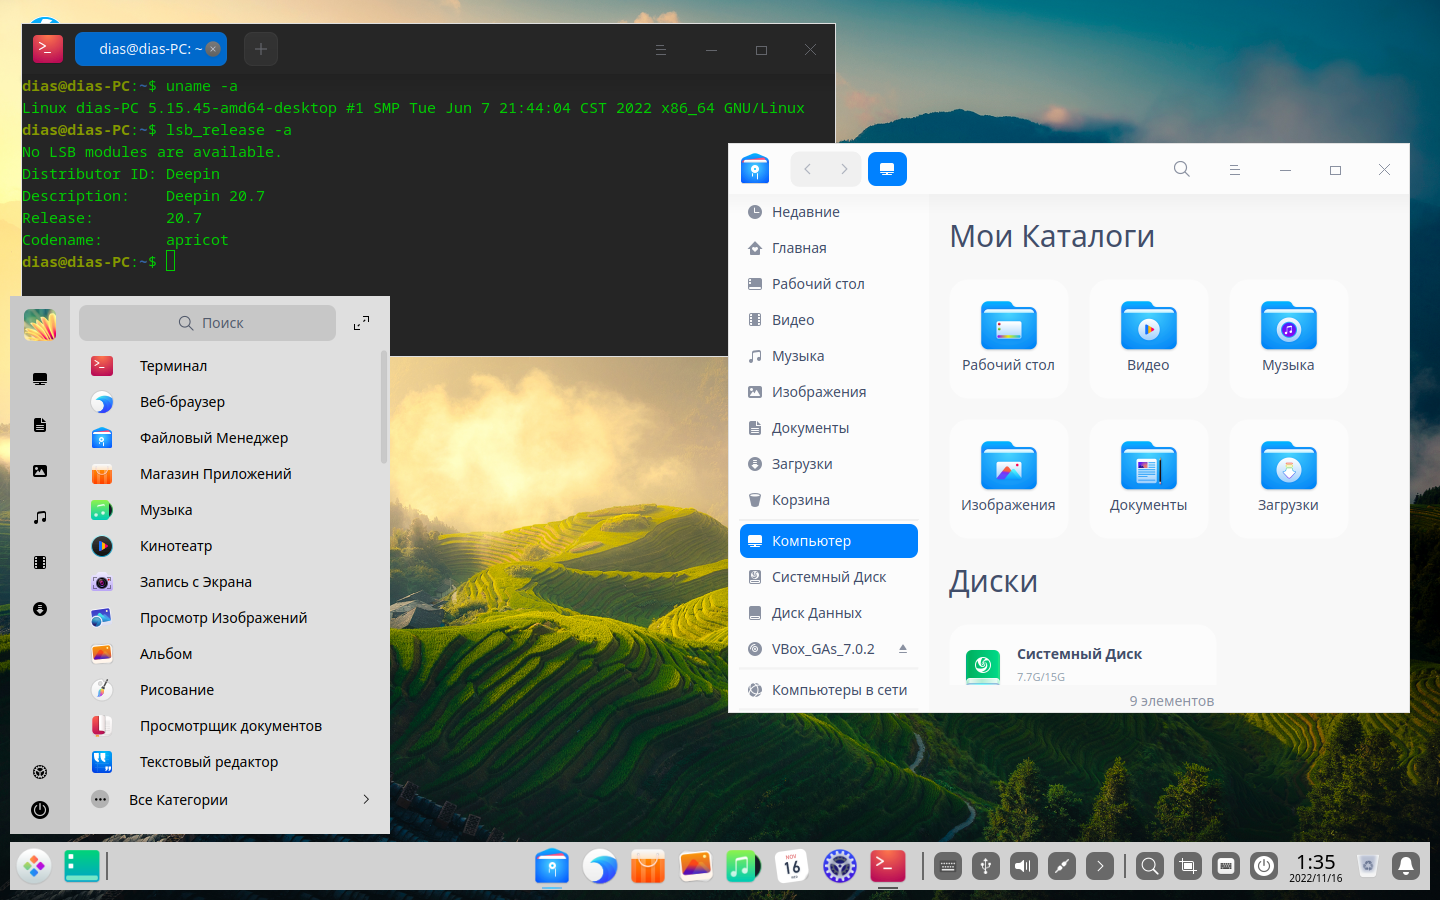 dias@dias-PC: ~
dias@dias-PC:~$ uname -a
Linux dias-PC 5.15.45-amd64-desktop #1 SMP Tue Jun 7 21:44:04 CST 2022 x86_64 GNU/Linux
dias@dias-PC:~$ lsb_release -a
No LSB modules are available.
Distributor ID: Deepin
Description: Deepin 20.7
Release: 20.7
Codename: apricot
dias@dias-PC:~$
Поиск
Терминал
Веб-браузер
Файловый Менеджер
Магазин Приложений
Музыка
Кинотеатр
Запись с Экрана
Просмотр Изображений
Альбом
Рисование
Просмотрщик документов
Текстовый редактор
Все Категории
Недавние
Главная
Рабочий стол
Видео
Музыка
Изображения
Документы
Загрузки
Корзина
Компьютер
Системный Диск
Диск Данных
VBox_GAs_7.0.2
Компьютеры в сети
Мои Каталоги
Рабочий стол
Видео
Музыка
Изображения
Документы
Загрузки
Диски
Системный Диск
7.7G/15G
9 элементов
NOV
16
1:35
2022/11/16